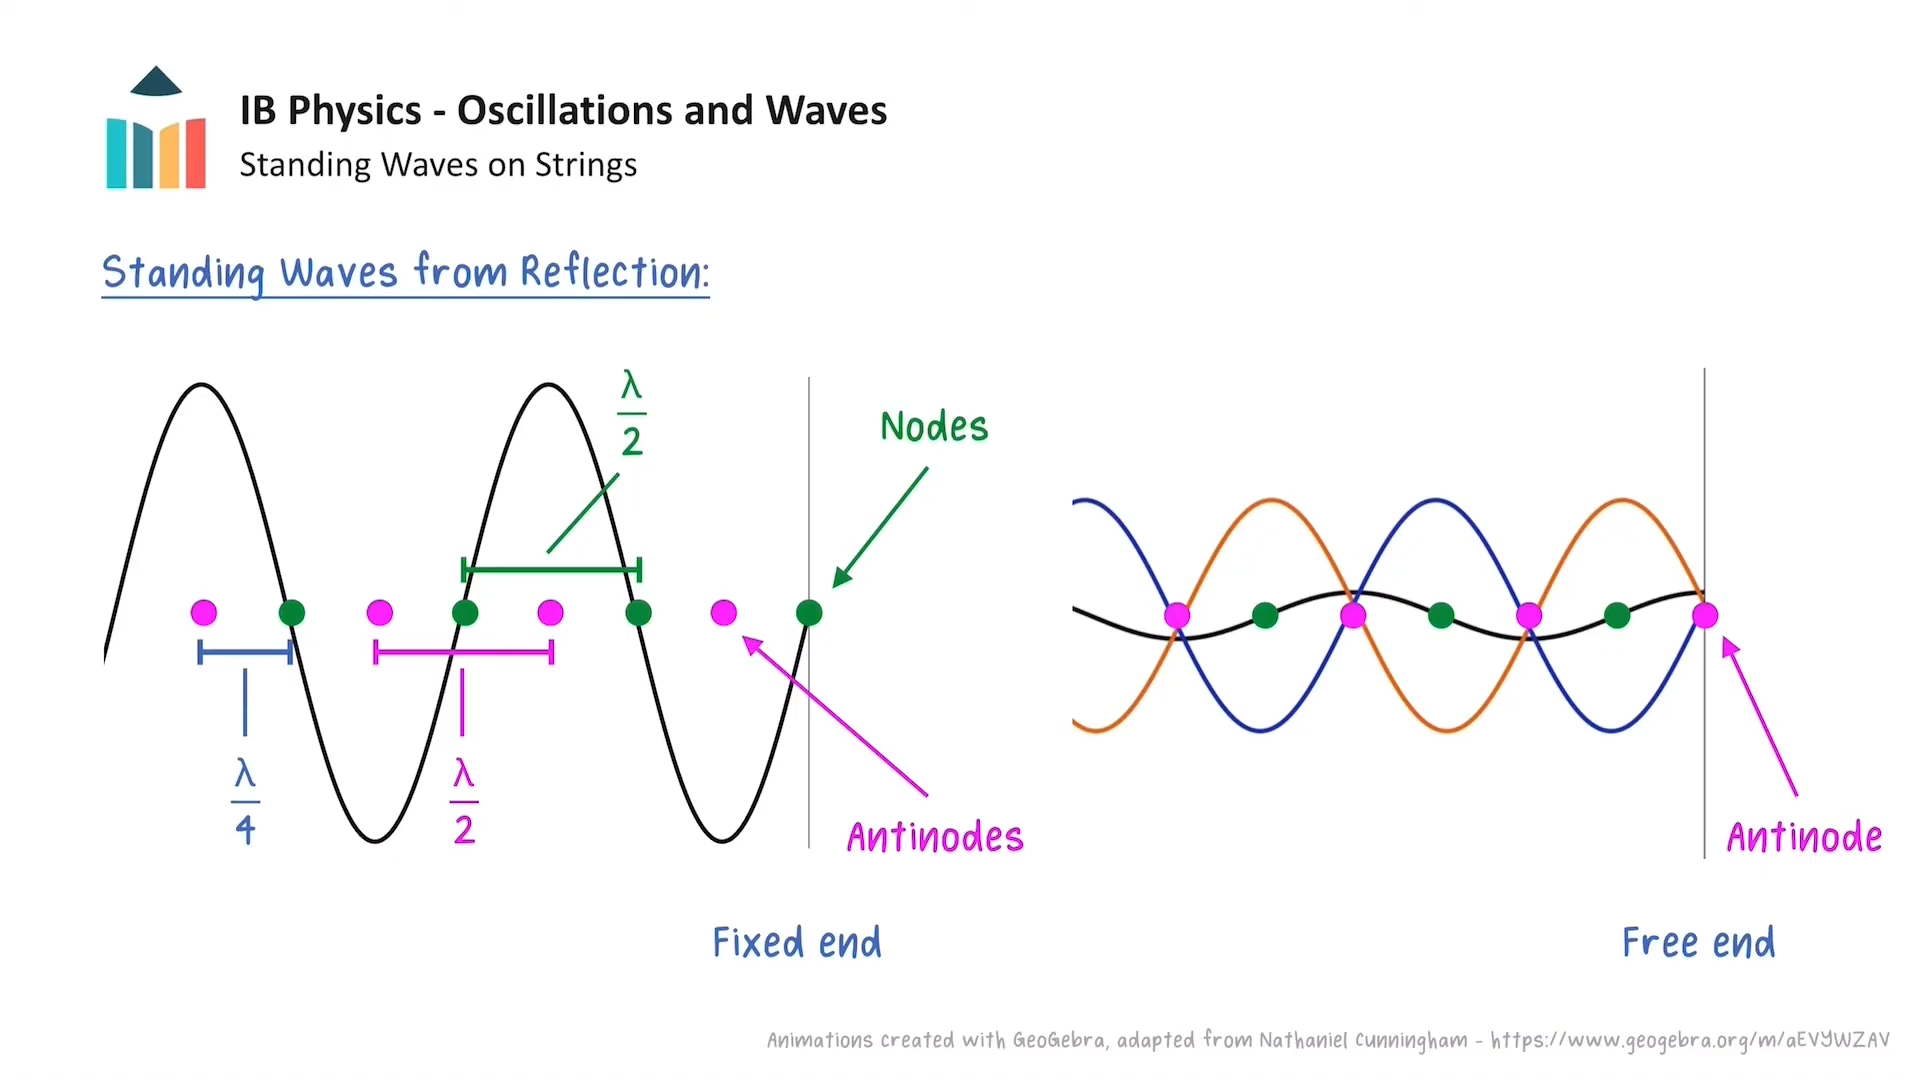 IB Physics - Oscillations and Waves
Standing Waves on Strings
Standing Waves from Reflection:
λ
2
Nodes
λ
4
λ
2
Antinodes
Antinode
Fixed end
Free end
Animations created with GeoGebra, adapted from Nathaniel Cunningham - https://www.geogebra.org/m/aEVYWZAV